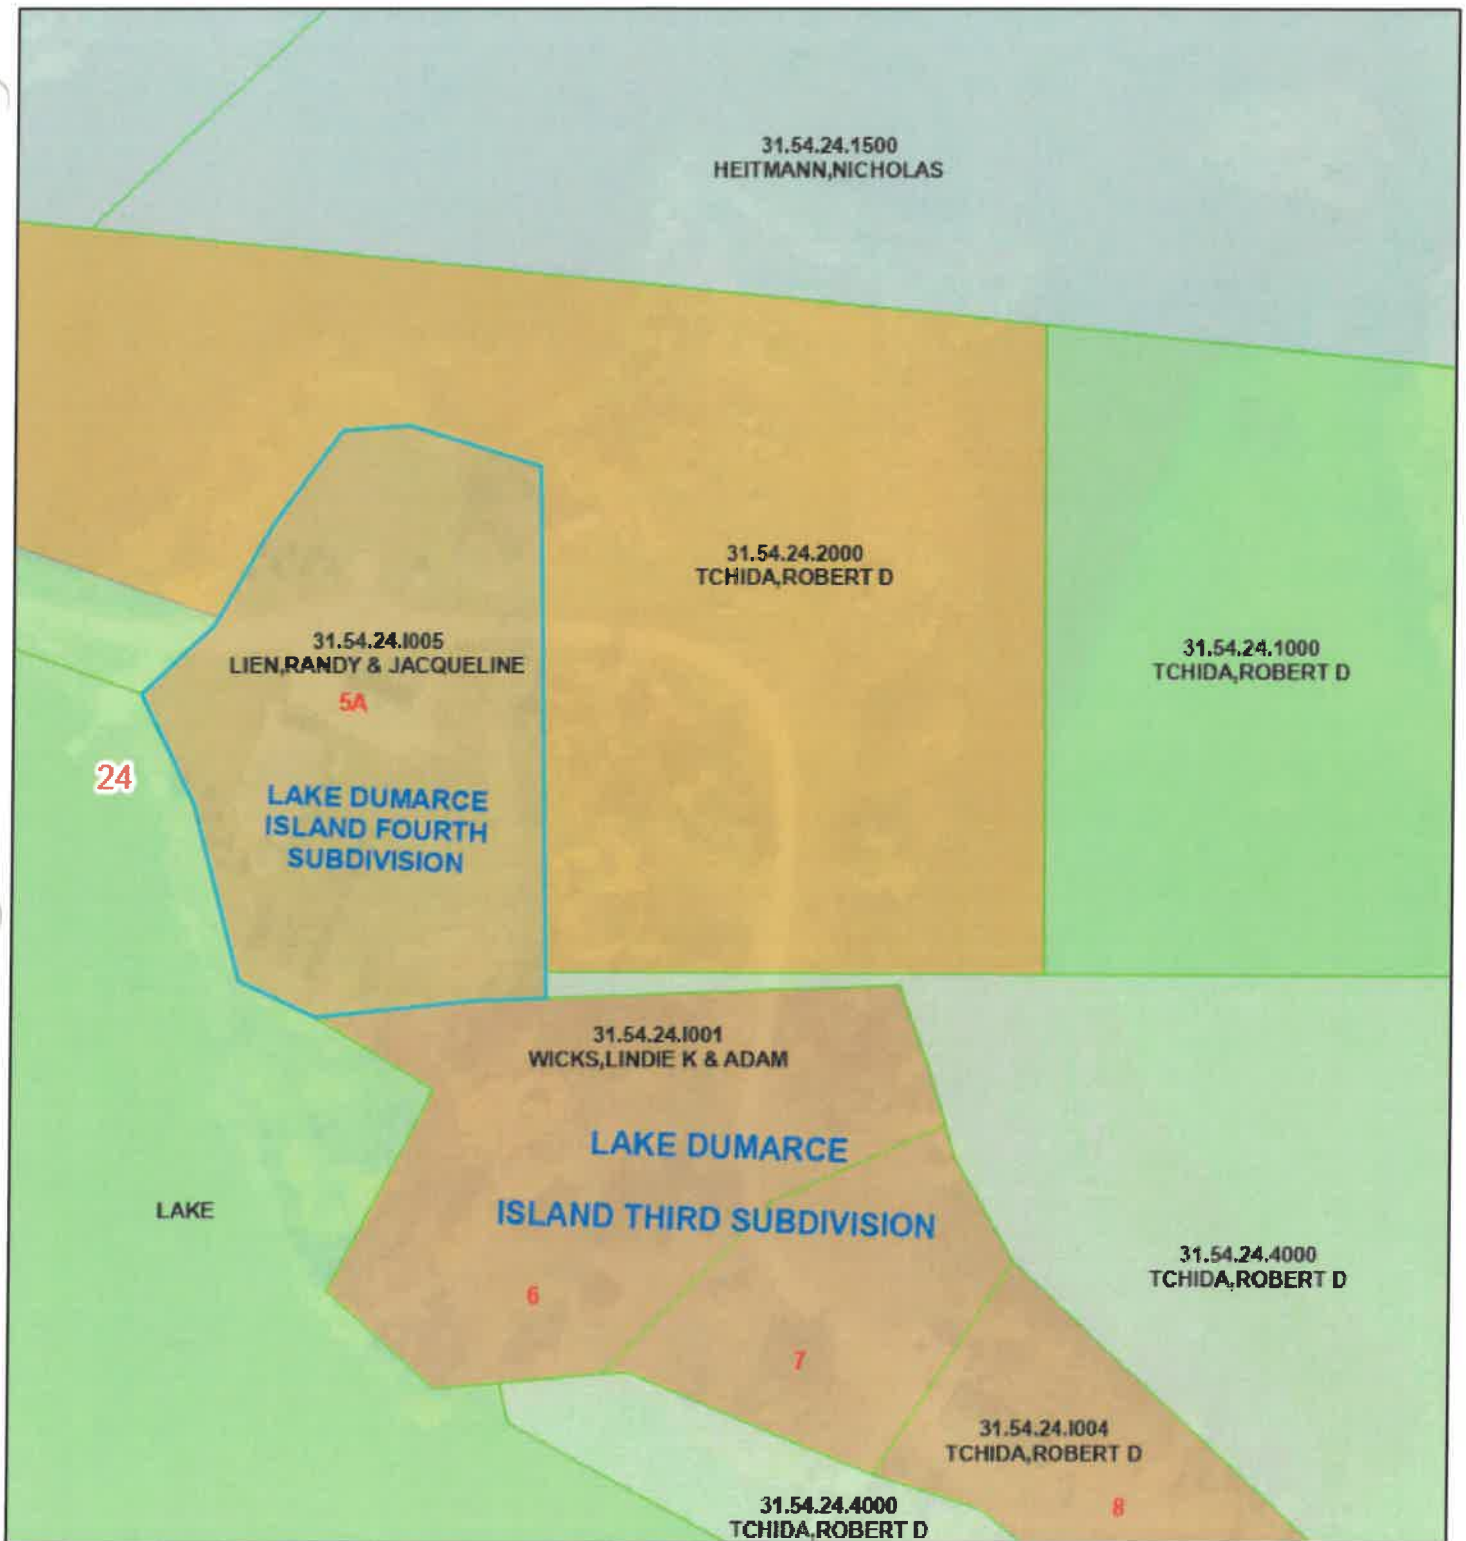 31.54.24.1500
HEITMANN,NICHOLAS
31.54.24.2000
TCHIDA,ROBERT D
31.54.24.I005
LIEN,RANDY & JACQUELINE
5A
31.54.24.1000
TCHIDA,ROBERT D
24
LAKE DUMARCE
ISLAND FOURTH
SUBDIVISION
31.54.24.I001
WICKS,LINDIE K & ADAM
LAKE DUMARCE
ISLAND THIRD SUBDIVISION
LAKE
6
31.54.24.4000
TCHIDA,ROBERT D
7
31.54.24.I004
TCHIDA,ROBERT D
8
31.54.24.4000
TCHIDA,ROBERT D